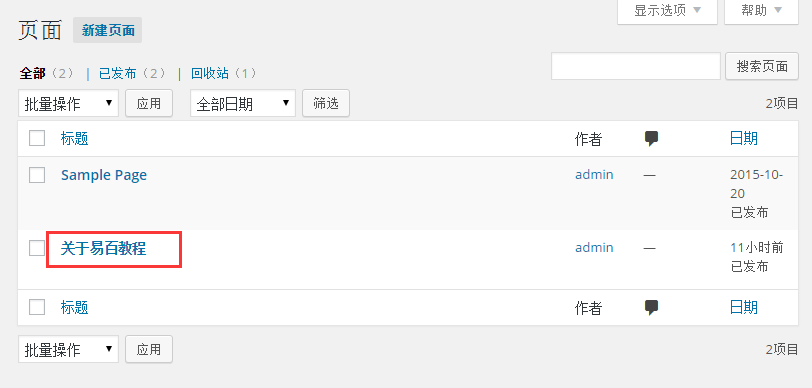 显示选项 ▼ 帮助 ▼
页面 新建页面
全部（2） | 已发布（2） | 回收站（1）
搜索页面
批量操作 应用 全部日期 筛选 2项目
标题 作者 日期
Sample Page admin — 2015-10-
20
已发布
关于易百教程 admin — 11小时前
已发布
标题 作者 日期
批量操作 应用 2项目